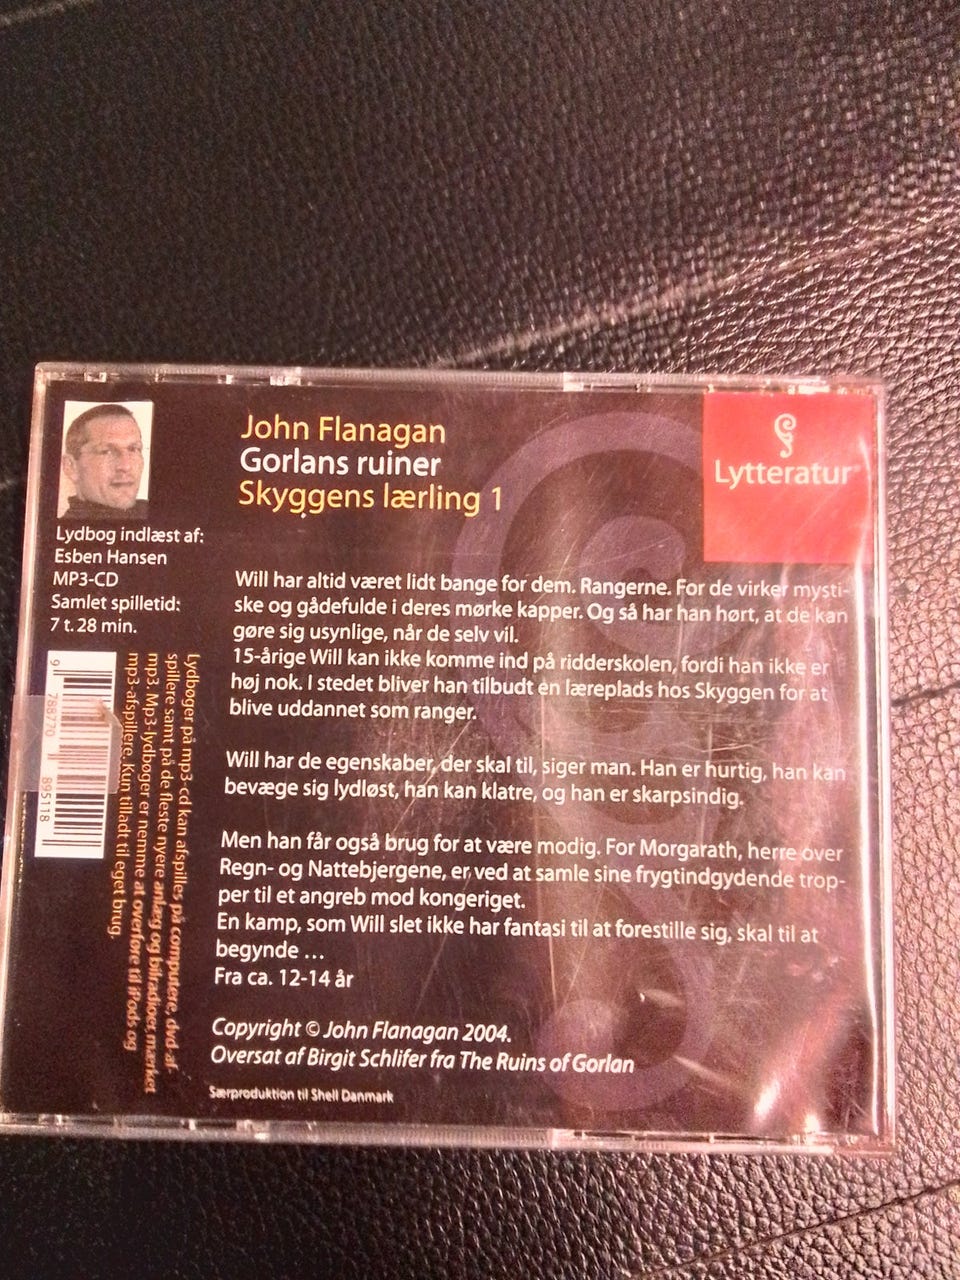 John Flanagan
Gorlans ruiner
Skyggens lærling 1
Lytteratur
Lydbog indlæst af:
Esben Hansen
MP3-CD
Samlet spilletid:
7 t. 28 min.
Will har altid været lidt bange for dem. Rangerne. For de virker mysti-
ske og gådefulde i deres mørke kapper. Og så har han hørt, at de kan
gøre sig usynlige, når de selv vil.
15-årige Will kan ikke komme ind på ridderskolen, fordi han ikke er
høj nok. I stedet bliver han tilbudt en læreplads hos Skyggen for at
blive uddannet som ranger.
Will har de egenskaber, der skal til, siger man. Han er hurtig, han kan
bevæge sig lydløst, han kan klatre, og han er skarpsindig.
Men han får også brug for at være modig. For Morgarath, herre over
Regn- og Nattebjergene, er ved at samle sine frygtindgydende trop-
per til et angreb mod kongeriget.
En kamp, som Will slet ikke har fantasi til at forestille sig, skal til at
begynde ...
Fra ca. 12-14 år
Copyright © John Flanagan 2004.
Oversat af Birgit Schlifer fra The Ruins of Gorlan
Særproduktion til Shell Danmark
Lydbøger på mp3-cd kan afspilles på computere, dvd-af-
spillere samt på de fleste nyere anlæg og bilradioer mærket
mp3. Mp3-lydbøger er nemme at overføre til iPods og
mp3-afspillere. Kun tilladt til eget brug.
9 788770 895118